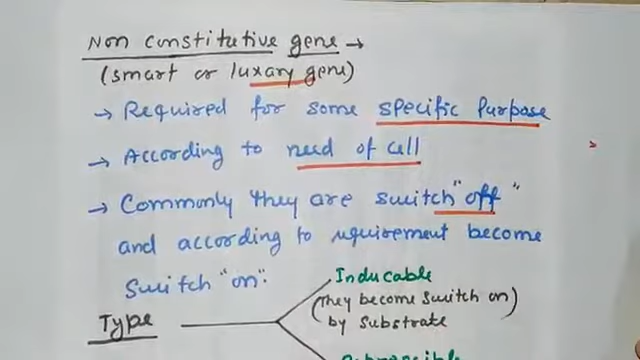 Non constitutive gene →
(smart or luxary gene)
→ Required for some specific Purpose
→ According to need of cell
→ Commonly they are switch "off"
and according to requirement become
Switch "on".
Inducable
(They become switch on)
Type
by Substrate